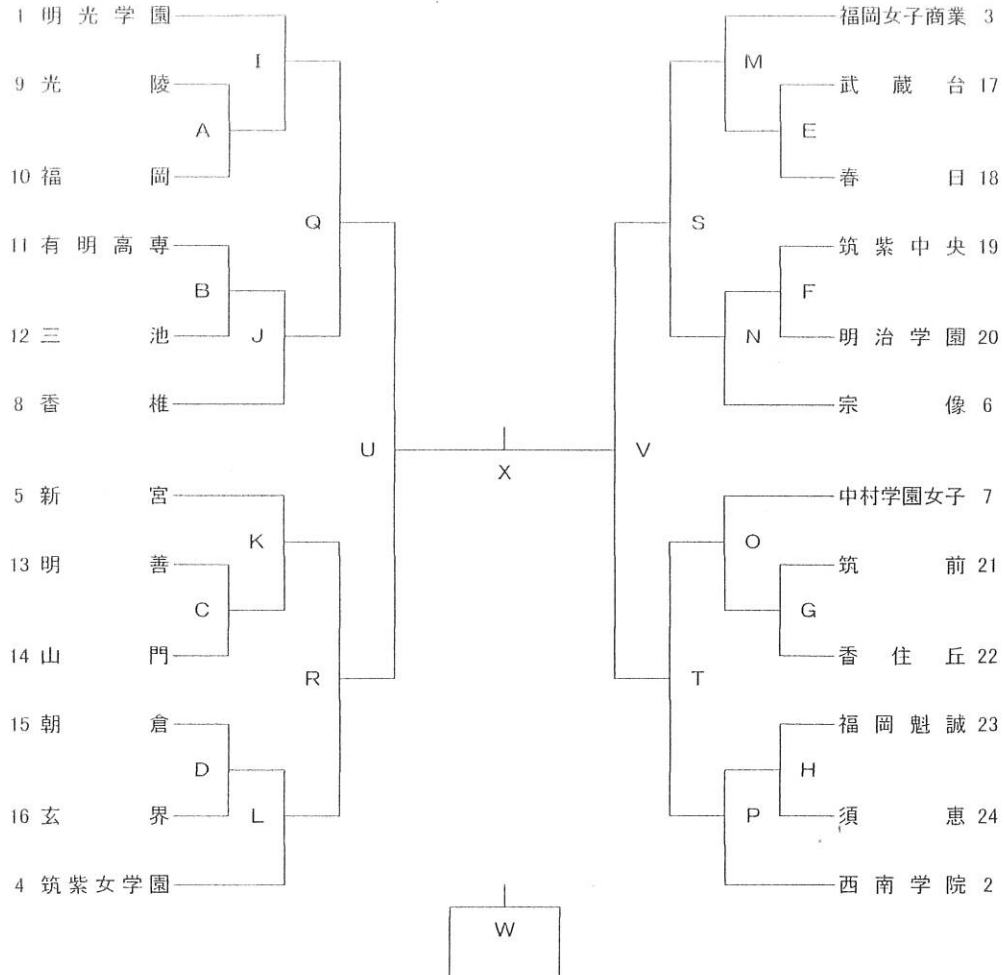 1 明光学園
I
9 光陵
A
10 福岡
Q
11 有明高専
B
12 三池
J
8 香椎
U
5 新宮
K
13 明善
C
14 山門
R
15 朝倉
D
16 玄界
L
4 筑紫女学園
X
W
福岡女子商業 3
M
武蔵台 17
E
春日 18
S
筑紫中央 19
F
明治学園 20
N
宗像 6
V
中村学園女子 7
O
筑前 21
G
香住丘 22
T
福岡魁誠 23
H
須恵 24
P
西南学院 2